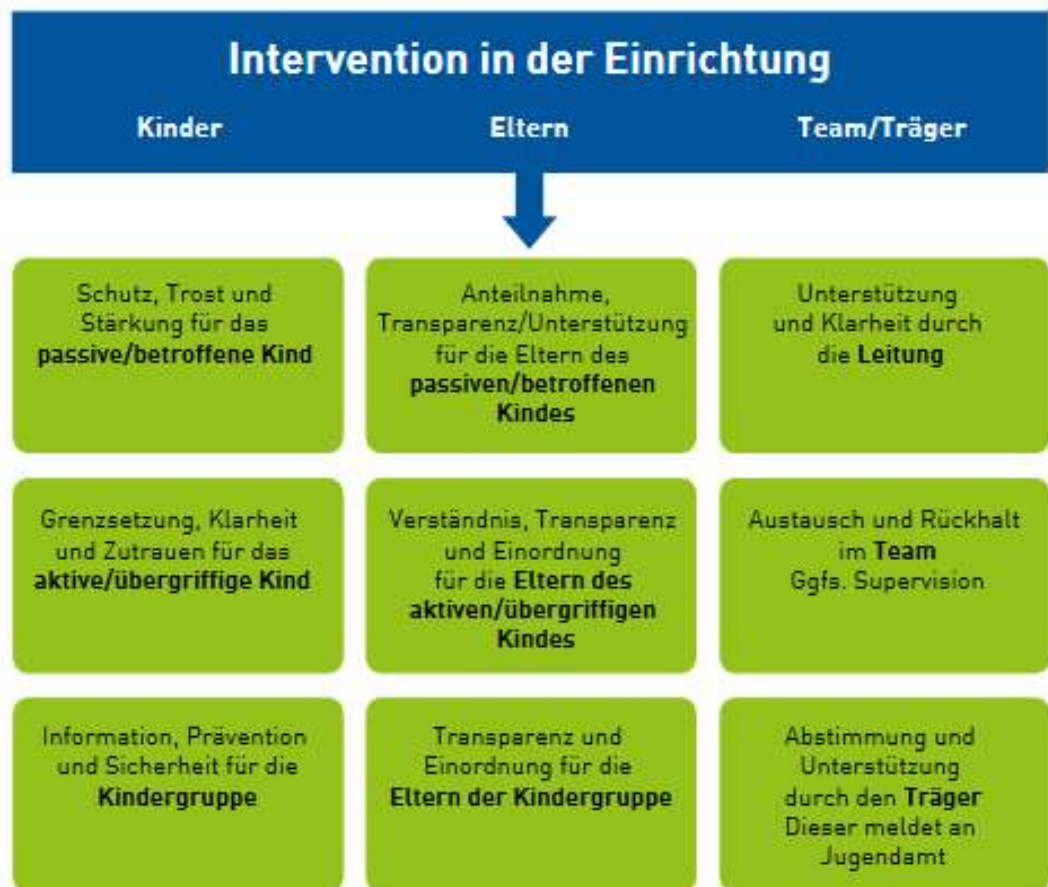 Intervention in der Einrichtung
Kinder
Eltern
Team/Träger
Schutz, Trost und
Stärkung für das
passive/betroffene Kind
Anteilnahme,
Transparenz/Unterstützung
für die Eltern des
passiven/betroffenen
Kindes
Unterstützung
und Klarheit durch
die Leitung
Grenzsetzung, Klarheit
und Zutrauen für das
aktive/übergriffige Kind
Verständnis, Transparenz
und Einordnung
für die Eltern des
aktiven/übergriffigen
Kindes
Austausch und Rückhalt
im Team
Ggfs. Supervision
Information, Prävention
und Sicherheit für die
Kindergruppe
Transparenz und
Einordnung für die
Eltern der Kindergruppe
Abstimmung und
Unterstützung
durch den Träger
Dieser meldet an
Jugendamt